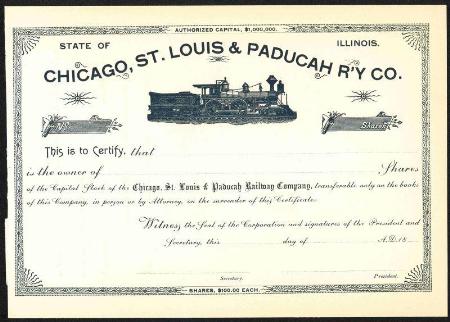 AUTHORIZED CAPITAL, $1,000,000.
STATE OF ILLINOIS.
CHICAGO, ST. LOUIS & PADUCAH R'Y CO.
No. Shares
This is to Certify, that
is the owner of Shares
of the Capital Stock of the Chicago, St. Louis & Paducah Railway Company, transferable only on the books
of this Company, in person or by Attorney, on the surrender of this Certificate.
Witness, the Seal of the Corporation and signatures of the President and
Secretary, this day of A.D. 18
Secretary. President.
SHARES, $100.00 EACH.